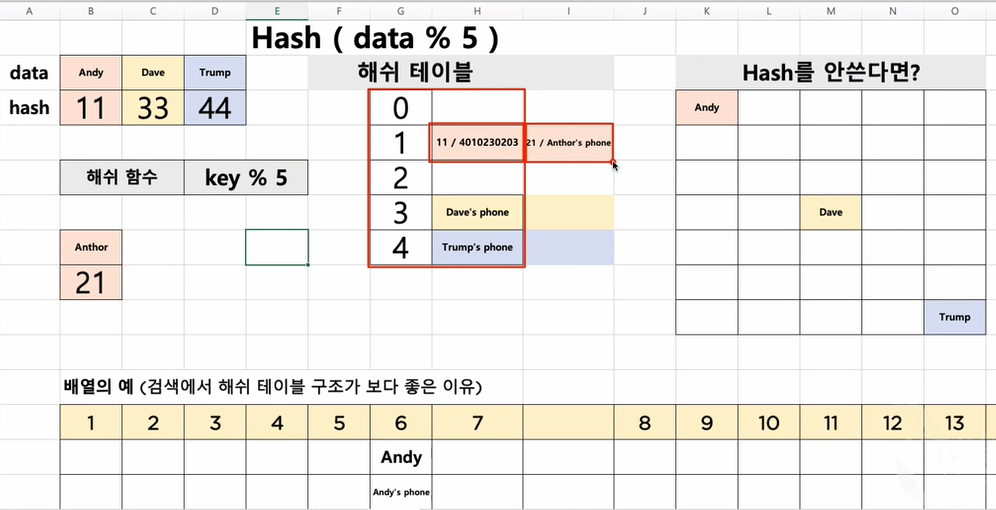 A B C D E F G H I J K L M N O
Hash ( data % 5 )
data Andy Dave Trump 해쉬 테이블 Hash를 안쓴다면?
hash 11 33 44 0 Andy
1 11 / 4010230203 21 / Anthor's phone
해쉬 함수 key % 5 2
3 Dave's phone Dave
Anthor 4 Trump's phone
21
Trump
배열의 예 (검색에서 해쉬 테이블 구조가 보다 좋은 이유)
1 2 3 4 5 6 7 8 9 10 11 12 13
Andy
Andy's phone